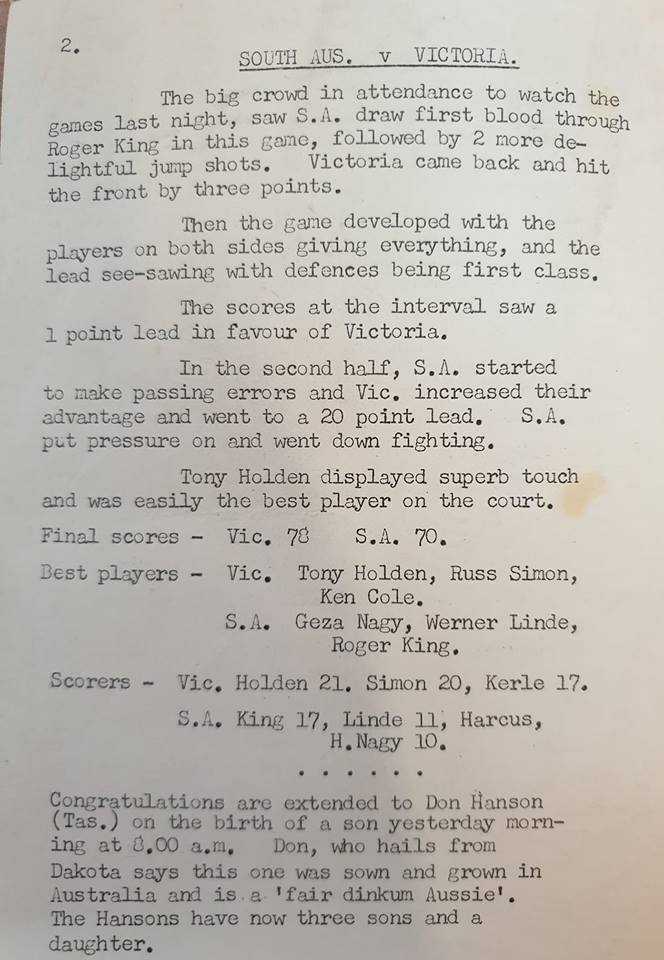 2.
SOUTH AUS. v VICTORIA.
The big crowd in attendance to watch the
games last night, saw S.A. draw first blood through
Roger King in this game, followed by 2 more de-
lightful jump shots. Victoria came back and hit
the front by three points.
Then the game developed with the
players on both sides giving everything, and the
lead see-sawing with defences being first class.
The scores at the interval saw a
1 point lead in favour of Victoria.
In the second half, S.A. started
to make passing errors and Vic. increased their
advantage and went to a 20 point lead. S.A.
put pressure on and went down fighting.
Tony Holden displayed superb touch
and was easily the best player on the court.
Final scores - Vic. 78 S.A. 70.
Best players - Vic. Tony Holden, Russ Simon,
Ken Cole.
S.A. Geza Nagy, Werner Linde,
Roger King.
Scorers - Vic. Holden 21. Simon 20, Kerle 17.
S.A. King 17, Linde 11, Harcus,
H.Nagy 10.
. . . . . .
Congratulations are extended to Don Hanson
(Tas.) on the birth of a son yesterday morn-
ing at 8.00 a.m. Don, who hails from
Dakota says this one was sown and grown in
Australia and is a 'fair dinkum Aussie'.
The Hansons have now three sons and a
daughter.